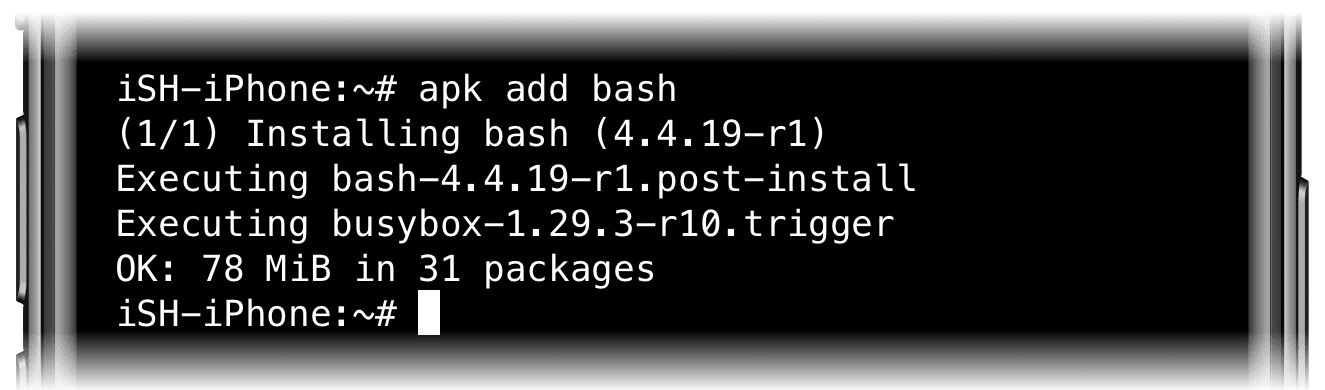 iSH-iPhone:~# apk add bash
(1/1) Installing bash (4.4.19-r1)
Executing bash-4.4.19-r1.post-install
Executing busybox-1.29.3-r10.trigger
OK: 78 MiB in 31 packages
iSH-iPhone:~#